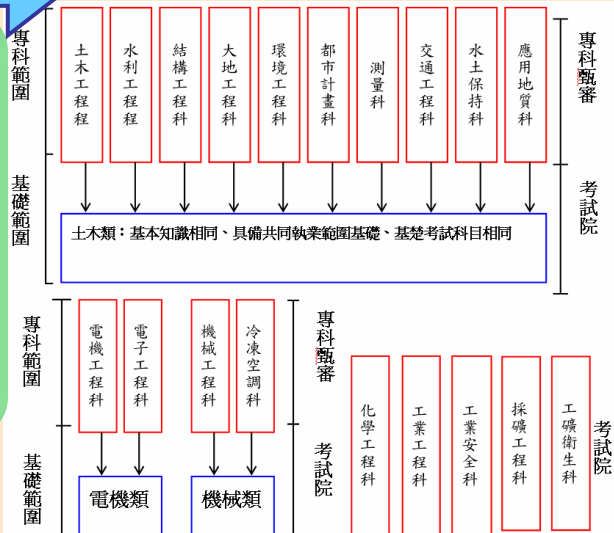 專科範圍
土木工程程
水利工程程
結構工程科
大地工程科
環境工程科
都市計畫科
測量科
交通工程科
水土保持科
應用地質科
專科甄審
基礎範圍
土木類：基本知識相同、具備共同執業範圍基礎、基楚考試科目相同
考試院
專科範圍
電機工程科
電子工程科
機械工程科
冷凍空調科
專科甄審
基礎範圍
電機類
機械類
考試院
化學工程科
工業工程科
工業安全科
採礦工程科
工礦衛生科
考試院